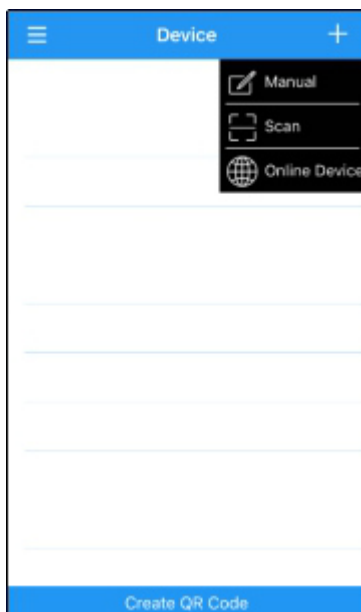 Device
Manual
Scan
Online Device
Create QR Code